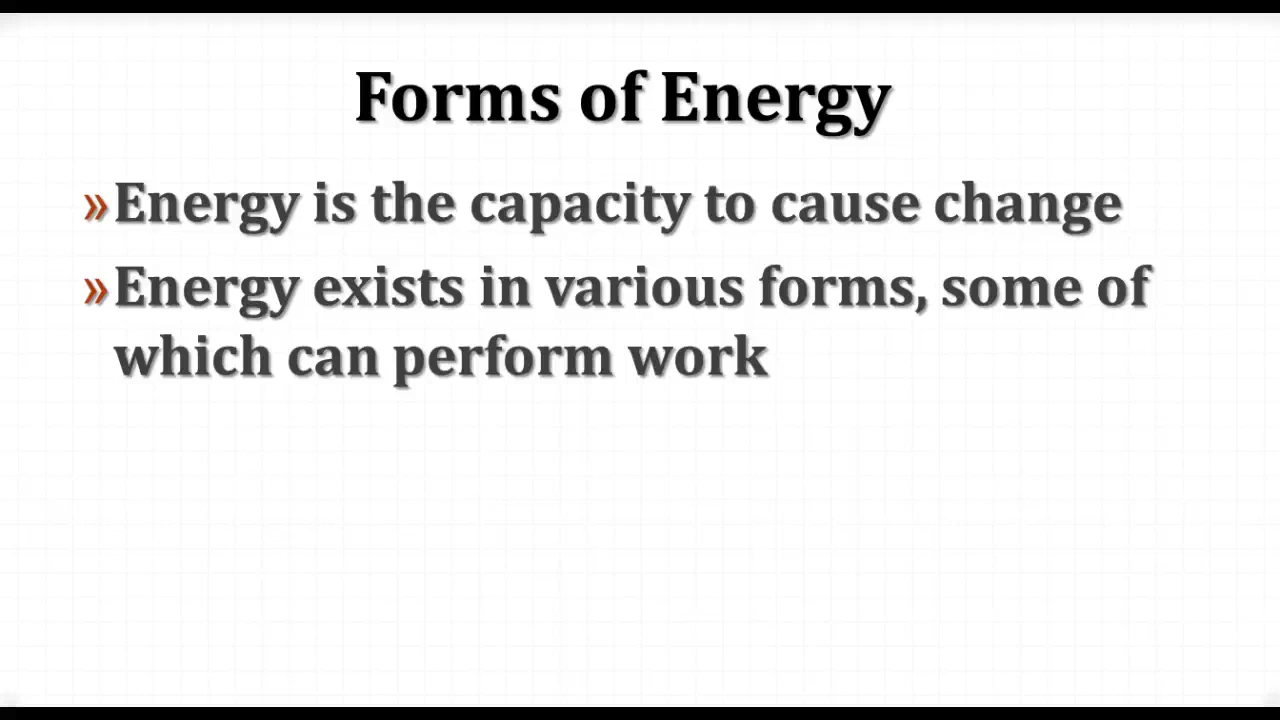 Forms of Energy
» Energy is the capacity to cause change
» Energy exists in various forms, some of
which can perform work